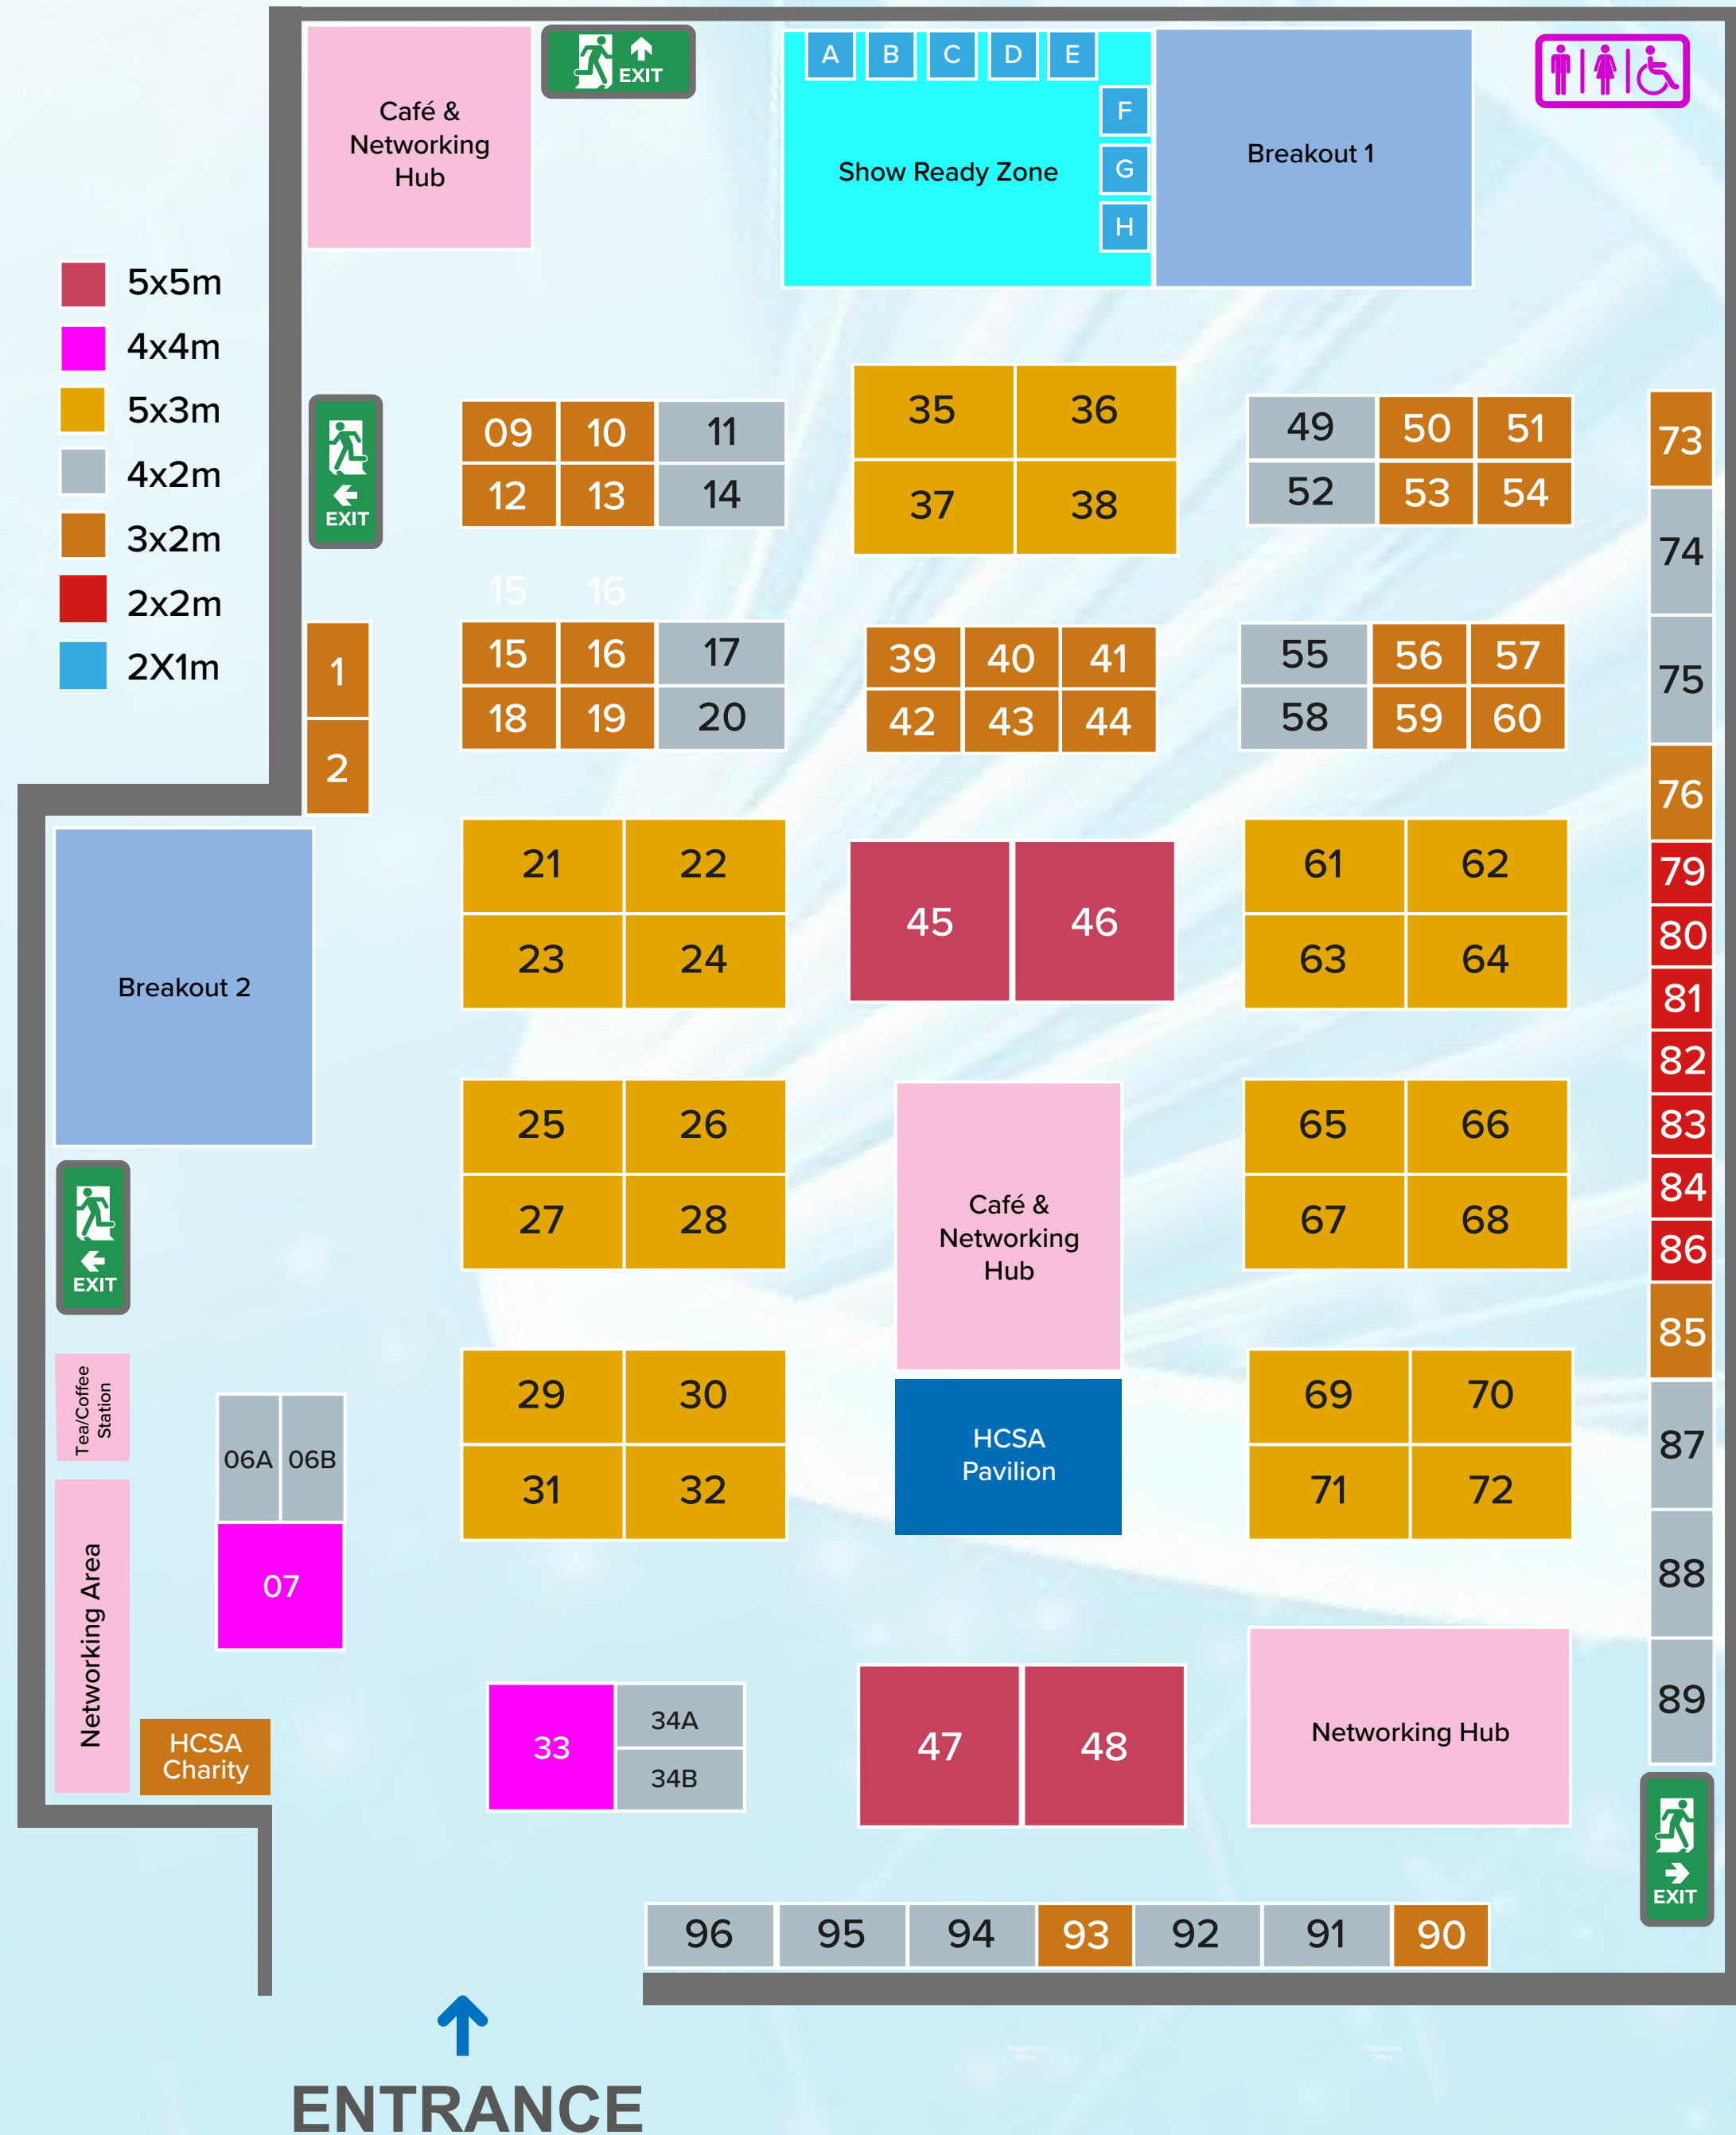 Café &
Networking
Hub
EXIT
A B C D E
F
G
H
Show Ready Zone
Breakout 1
5x5m
4x4m
5x3m
4x2m
3x2m
2x2m
2X1m
EXIT
09 10 11
12 13 14
35 36
37 38
49 50 51
52 53 54
73
74
75
76
79
80
81
82
83
84
86
85
87
88
89
15 16
1
2
15 16 17
18 19 20
39 40 41
42 43 44
55 56 57
58 59 60
Breakout 2
21 22
23 24
45 46
61 62
63 64
25 26
27 28
Café &
Networking
Hub
65 66
67 68
EXIT
Tea/Coffee
Station
06A 06B
07
29 30
31 32
HCSA
Pavilion
69 70
71 72
Networking Area
HCSA
Charity
33
34A
34B
47 48
Networking Hub
EXIT
96 95 94 93 92 91 90
Organisers
Office
Organisers
Office
ENTRANCE